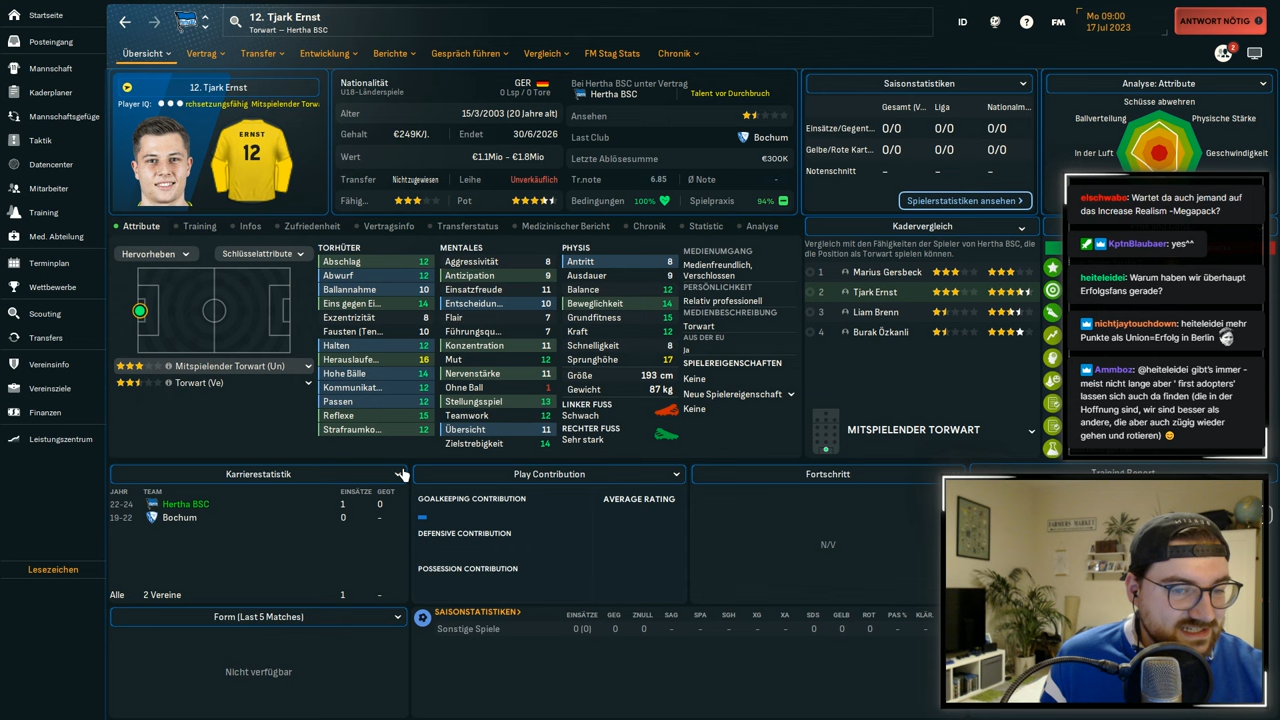 Startseite
Posteingang
Mannschaft
Kaderplaner
Mannschaftsgefüge
Taktik
Datencenter
Mitarbeiter
Training
Med. Abteilung
Terminplan
Wettbewerbe
Scouting
Transfers
Vereinsinfo
Vereinsziele
Finanzen
Leistungszentrum
Lesezeichen
12. Tjark Ernst
Torwart – Hertha BSC
ID
FM
Mo 09:00
17 Jul 2023
ANTWORT NÖTIG
2
Übersicht
Vertrag
Transfer
Entwicklung
Berichte
Gespräch führen
Vergleich
FM Stag Stats
Chronik
12. Tjark Ernst
Player IQ:
rchsetzungsfähig Mitspielender Torwa
ERNST
12
Nationalität GER
U18-Länderspiele 0 Lsp / 0 Tore
Alter 15/3/2003 (20 Jahre alt)
Gehalt €249K/J. Endet 30/6/2026
Wert €1.1Mio - €1.8Mio
Transfer Nicht zugewiesen Leihe Unverkäuflich
Fähig... Pot
Bei Hertha BSC unter Vertrag
Hertha BSC Talent vor Durchbruch
Ansehen
Last Club Bochum
Letzte Ablösesumme €300K
Tr.note 6.85 Ø Note -
Bedingungen 100% Spielpraxis 94%
Saisonstatistiken
Gesamt (V... Liga Nationalm...
Einsätze/Gegent... 0/0 0/0 0/0
Gelbe/Rote Kart... 0/0 0/0 0/0
Notenschnitt - - -
Spielerstatistiken ansehen >
Analyse: Attribute
Schüsse abwehren
Ballverteilung
Physische Stärke
In der Luft
Geschwindigkeit
Attribute
Training
Infos
Zufriedenheit
Vertragsinfo
Transferstatus
Medizinischer Bericht
Chronik
Statistic
Analyse
Hervorheben
Schlüsselattribute
Mitspielender Torwart (Un)
Torwart (Ve)
TORHÜTER
Abschlag 12
Abwurf 12
Ballannahme 10
Eins gegen Ei... 14
Exzentrizität 8
Fausten (Ten... 10
Halten 12
Herauslaufe... 16
Hohe Bälle 14
Kommunikat... 12
Passen 12
Reflexe 15
Strafraumko... 12
MENTALES
Aggressivität 8
Antizipation 9
Einsatzfreude 11
Entscheidun... 10
Flair 7
Führungsqu... 7
Konzentration 11
Mut 12
Nervenstärke 11
Ohne Ball 1
Stellungsspiel 13
Teamwork 12
Übersicht 11
Zielstrebigkeit 14
PHYSIS
Antritt 8
Ausdauer 9
Balance 12
Beweglichkeit 14
Grundfitness 15
Kraft 12
Schnelligkeit 8
Sprunghöhe 17
Größe 193 cm
Gewicht 87 kg
LINKER FUSS
Schwach
RECHTER FUSS
Sehr stark
MEDIENUMGANG
Medienfreundlich,
Verschlossen
PERSÖNLICHKEIT
Relativ professionell
MEDIENBESCHREIBUNG
Torwart
AUS DER EU
Ja
SPIELEREIGENSCHAFTEN
Keine
Neue Spielereigenschaft
Keine
Kadervergleich
Vergleich mit den Fähigkeiten der Spieler von Hertha BSC, die
die Position als Torwart spielen können.
1 Marius Gersbeck
2 Tjark Ernst
3 Liam Brenn
4 Burak Özkanli
MITSPIELENDER TORWART
elschwabo: Wartet da auch jemand auf
das Increase Realism -Megapack?
KptnBlaubaer: yes^^
heiteleidei: Warum haben wir überhaupt
Erfolgsfans gerade?
nichtjaytouchdown: heiteleidei mehr
Punkte als Union=Erfolg in Berlin
Ammboz: @heiteleidei gibt's immer -
meist nicht lange aber ' first adopters'
lassen sich auch da finden (die in der
Hoffnung sind, wir sind besser als
andere, die aber auch zügig wieder
gehen und rotieren)
Karrierestatistik
JAHR TEAM EINSÄTZE GEGT
22-24 Hertha BSC 1 0
19-22 Bochum 0 -
Alle 2 Vereine 1 -
Play Contribution
GOALKEEPING CONTRIBUTION AVERAGE RATING
DEFENSIVE CONTRIBUTION
POSSESSION CONTRIBUTION
Fortschritt
N/V
Training Report
Form (Last 5 Matches)
Nicht verfügbar
SAISONSTATISTIKEN> EINSÄTZE GEG ZNULL SAG SPA SGH XG XA SDS GELB ROT PAS % KLÄR.
Sonstige Spiele 0 (0) 0 0 - - - - - 0 0 0 - -
FARMERS MARKET